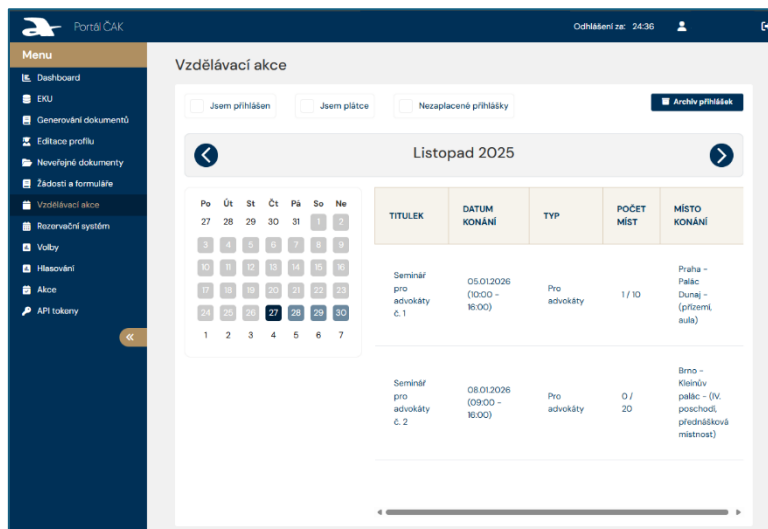 Portál ČAK
Odhlášení za: 24:36
Menu
Dashboard
EKU
Generování dokumentů
Editace profilu
Neveřejné dokumenty
Žádosti a formuláře
Vzdělávací akce
Rezervační systém
Volby
Hlasování
Akce
API tokeny
Vzdělávací akce
Jsem přihlášen
Jsem plátce
Nezaplacené přihlášky
Archiv přihlášek
Listopad 2025
Po Út St Čt Pá So Ne
27 28 29 30 31 1 2
3 4 5 6 7 8 9
10 11 12 13 14 15 16
17 18 19 20 21 22 23
24 25 26 27 28 29 30
1 2 3 4 5 6 7
TITULEK
DATUM
KONÁNÍ
TYP
POČET
MÍST
MÍSTO
KONÁNÍ
Seminář
pro
advokáty
č. 1
05.01.2026
(10:00 -
16:00)
Pro
advokáty
1 / 10
Praha -
Palác
Dunaj -
(přízemí,
aula)
Seminář
pro
advokáty
č. 2
08.01.2026
(09:00 -
16:00)
Pro
advokáty
0 /
20
Brno -
Kleinův
palác - (IV.
poschodí,
přednášková
místnost)